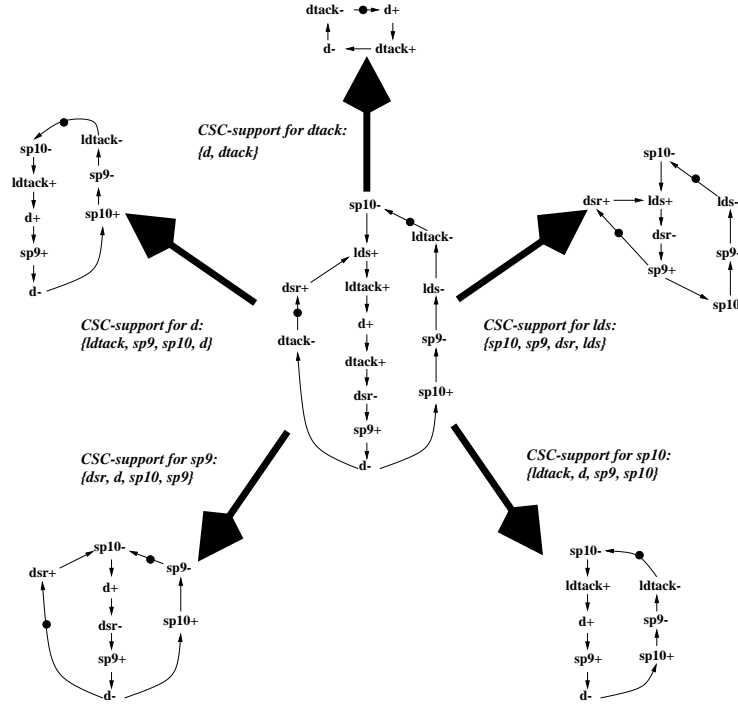 dtack- d+
d- dtack+
CSC-support for dtack:
{d, dtack}
sp10- ldtack-
ldtack+ sp9-
d+ sp10+
sp9+
d-
CSC-support for d:
{ldtack, sp9, sp10, d}
sp10-
dsr+ lds+ lds-
dsr-
sp9+ sp9-
sp10
CSC-support for lds:
{sp10, sp9, dsr, lds}
sp10-
lds+ ldtack-
dsr+ ldtack+ lds-
d+
dtack- sp9-
dtack+
dsr- sp10+
sp9+
d-
CSC-support for sp9:
{dsr, d, sp10, sp9}
sp10-
dsr+ sp9-
d+
dsr- sp10+
sp9+
d-
CSC-support for sp10:
{ldtack, d, sp9, sp10}
sp10-
ldtack+ ldtack-
d+ sp9-
sp9+ sp10+
d-